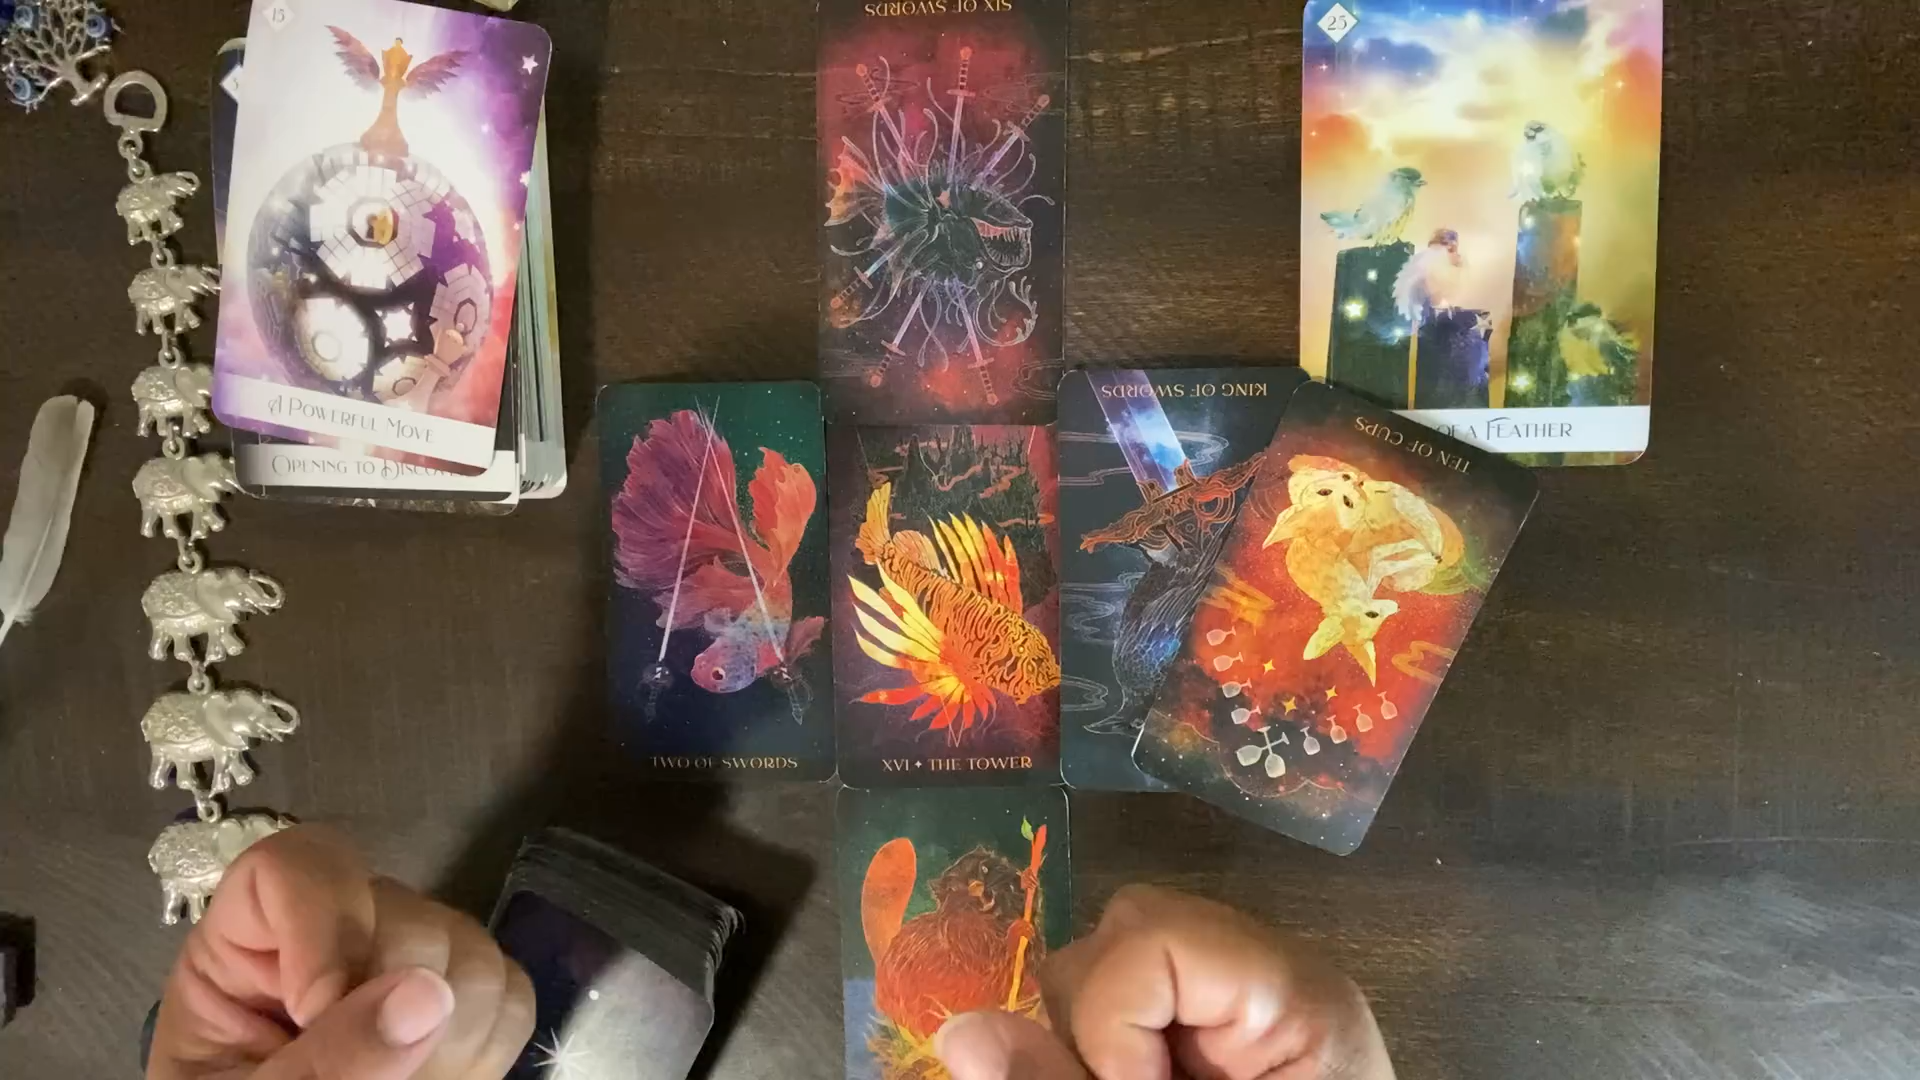 15
A POWERFUL MOVE
OPENING TO
SIX OF SWORDS
25
OF A FEATHER
KING OF SWORDS
TEN OF CUPS
TWO OF SWORDS
XVI ✦ THE TOWER